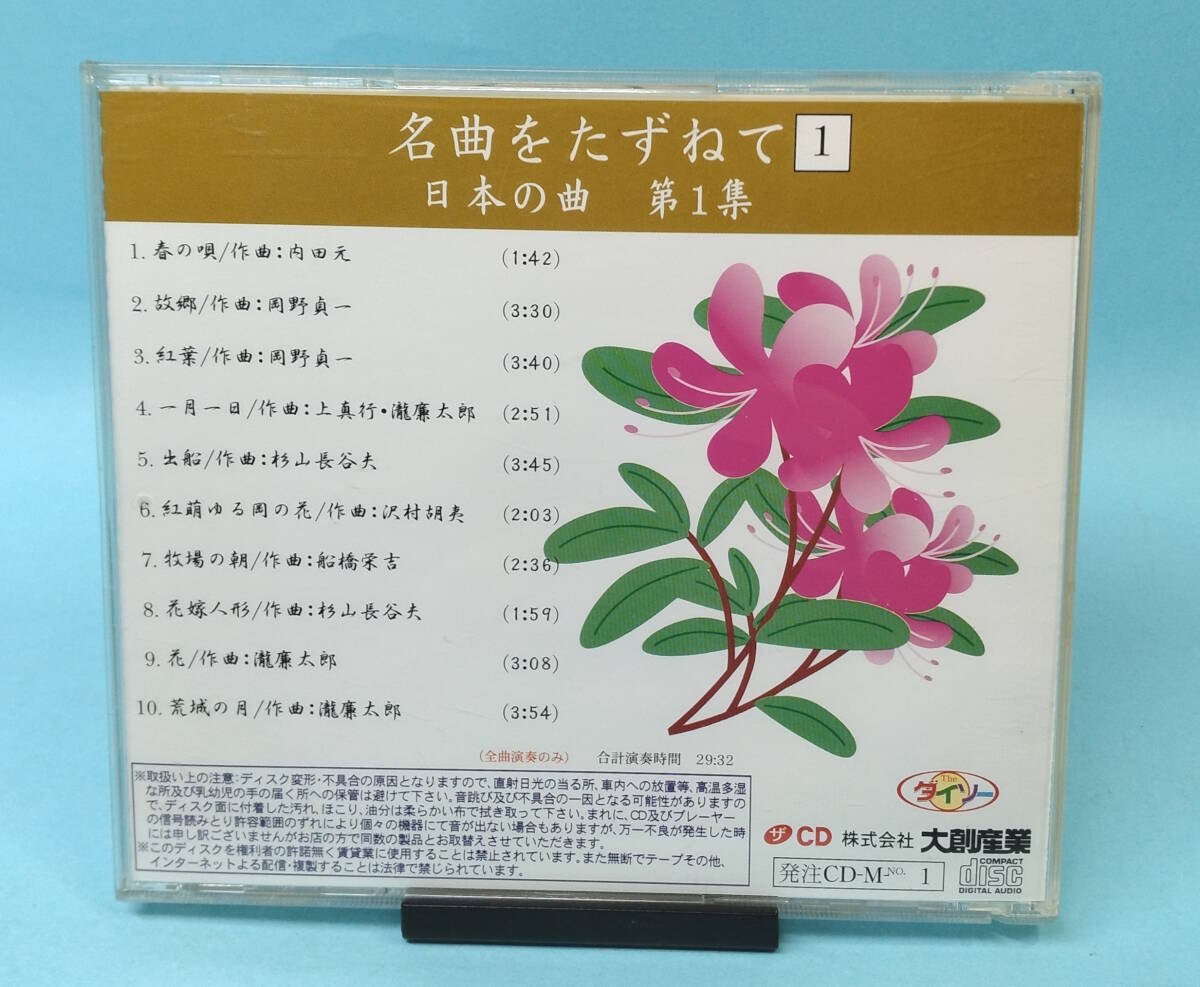 名曲をたずねて 1
日本の曲 第1集
1. 春の唄/作曲:内田元 (1:42)
2. 故郷/作曲:岡野貞一 (3:30)
3. 紅葉/作曲:岡野貞一 (3:40)
4. 一月一日/作曲:上真行・瀧廉太郎 (2:51)
5. 出船/作曲:杉山長谷夫 (3:45)
6. 紅萌ゆる岡の花/作曲:沢村胡夷 (2:03)
7. 牧場の朝/作曲:船橋栄吉 (2:36)
8. 花嫁人形/作曲:杉山長谷夫 (1:59)
9. 花/作曲:瀧廉太郎 (3:08)
10. 荒城の月/作曲:瀧廉太郎 (3:54)
(全曲演奏のみ) 合計演奏時間 29:32
※取扱い上の注意:ディスク変形・不具合の原因となりますので、直射日光の当る所、車内への放置等、高温多湿
な所及び乳幼児の手の届く所への保管は避けて下さい。音跳び及び不具合の一因となる可能性がありますの
で、ディスク面に付着した汚れ、ほこり、油分は柔らかい布で拭き取って下さい。まれに、CD及びプレーヤー
の信号読みとり許容範囲のずれにより個々の機器にて音が出ない場合もありますが、万一不良が発生した時
には申し訳ございませんがお店の方で同数の製品とお取替えさせていただきます。
※このディスクを権利者の許諾無く賃貸業に使用することは禁止されています。また無断でテープその他、
インターネットよる配信・複製することは法律で禁じられています。
The
ダイソー
ザ CD 株式会社 大創産業
発注CD-M-NO. 1
COMPACT
disc
DIGITAL AUDIO